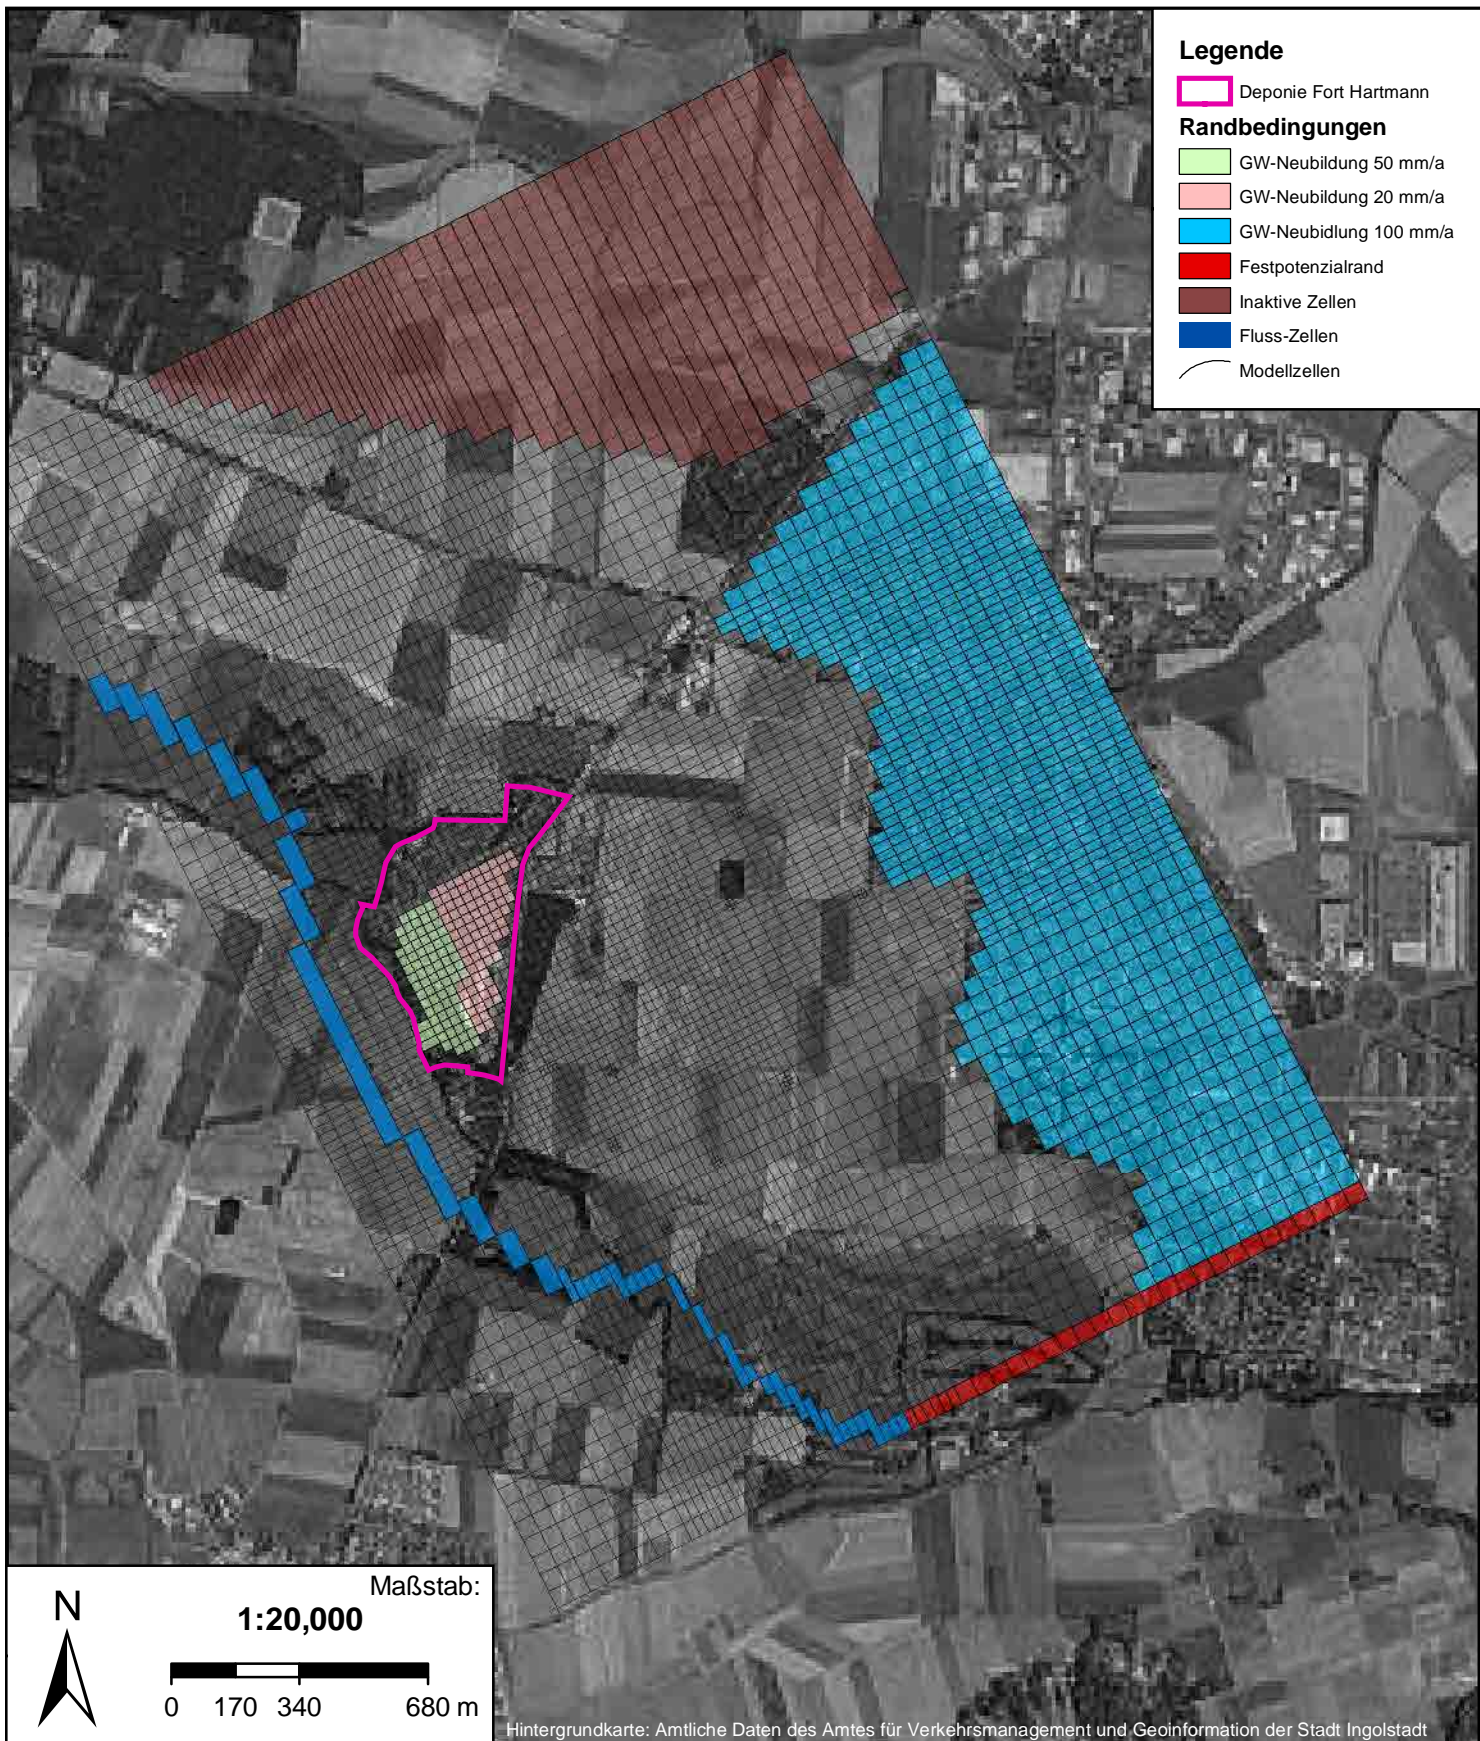 Legende
Deponie Fort Hartmann
Randbedingungen
GW-Neubildung 50 mm/a
GW-Neubildung 20 mm/a
GW-Neubidlung 100 mm/a
Festpotenzialrand
Inaktive Zellen
Fluss-Zellen
Modellzellen
N
Maßstab:
1:20,000
0 170 340 680 m
Hintergrundkarte: Amtliche Daten des Amtes für Verkehrsmanagement und Geoinformation der Stadt Ingolstadt